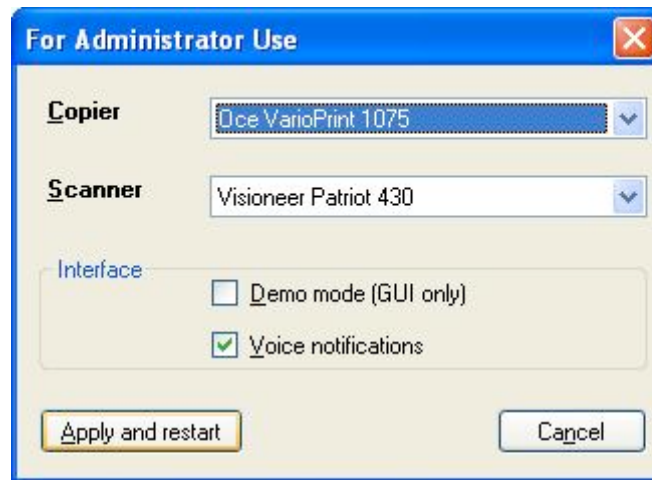 For Administrator Use
Copier
Oce VarioPrint 1075
Scanner
Visioneer Patriot 430
Interface
Demo mode (GUI only)
Voice notifications
Apply and restart
Cancel